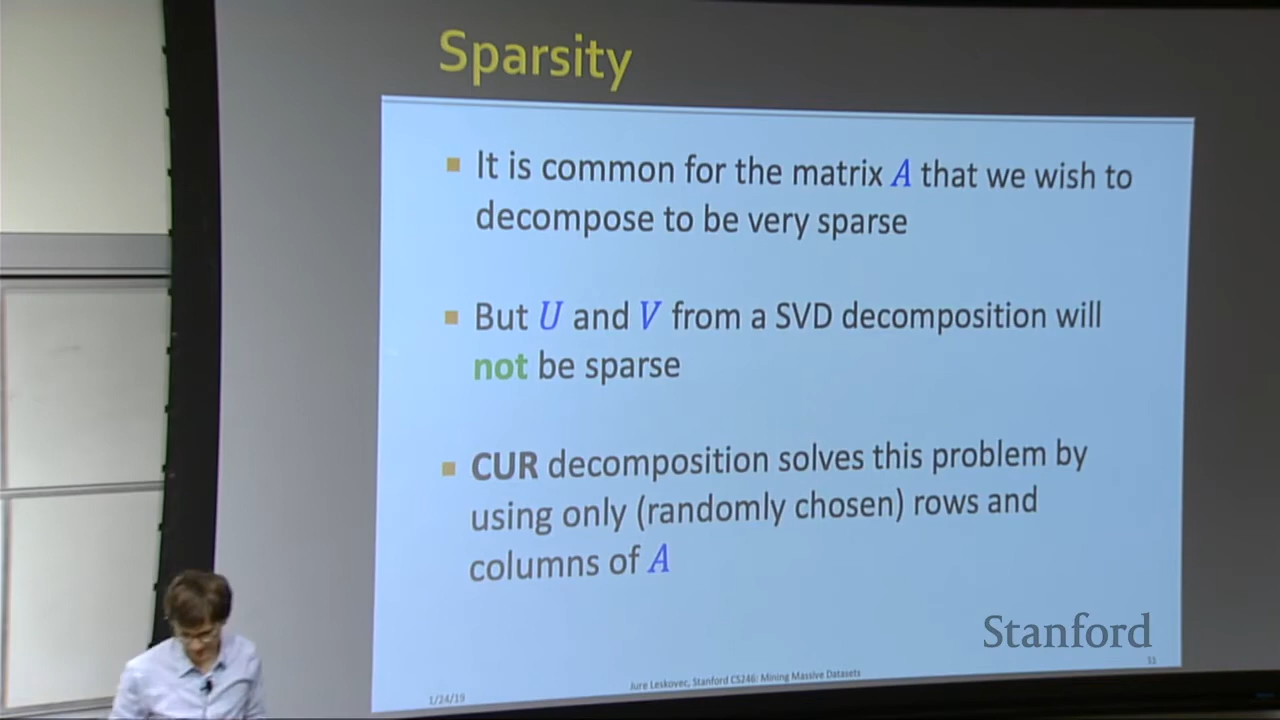 Sparsity
It is common for the matrix A that we wish to
decompose to be very sparse
But U and V from a SVD decomposition will
not be sparse
CUR decomposition solves this problem by
using only (randomly chosen) rows and
columns of A
Stanford
51
Jure Leskovec, Stanford CS246: Mining Massive Datasets
1/24/19